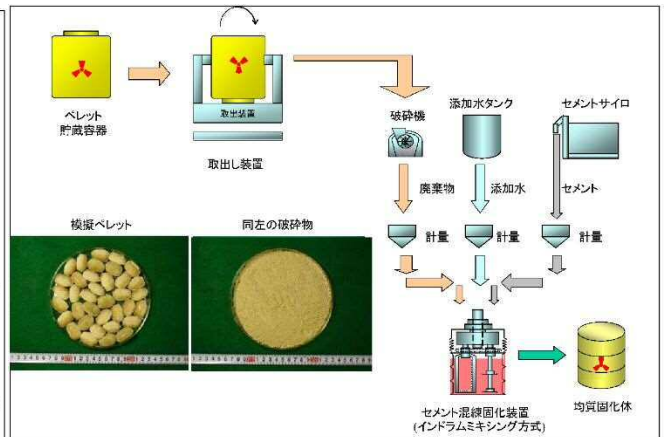 ペレット
貯蔵容器
取出装置
取出し装置
破砕機
添加水タンク
セメントサイロ
廃棄物
添加水
セメント
計量
計量
計量
模擬ペレット
同左の破砕物
セメント混練固化装置
(インドラムミキシング方式)
均質固化体